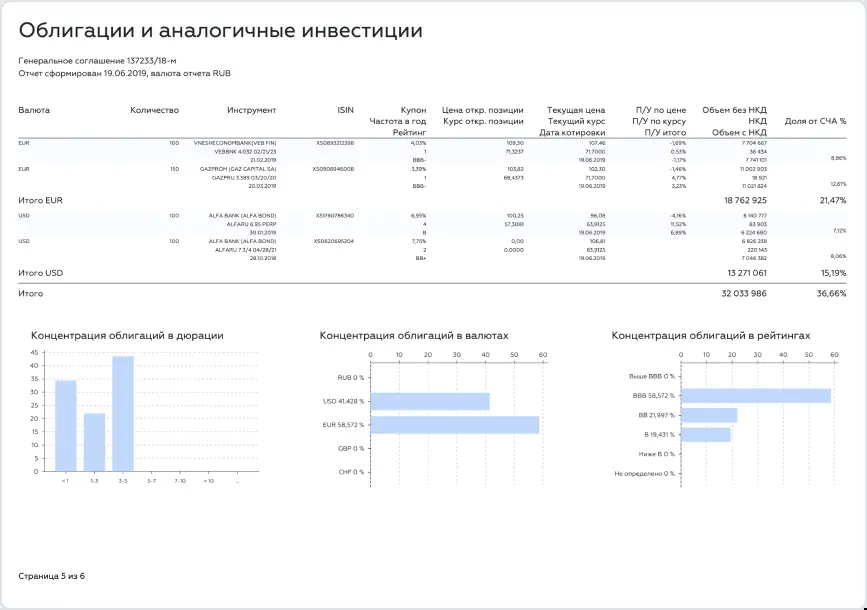 Облигации и аналогичные инвестиции
Генеральное соглашение 137233/18-м
Отчет сформирован 19.06.2019, валюта отчета RUB
Валюта Количество Инструмент ISIN Купон Цена откр. позиции Текущая цена П/У по цене Объем без НКД
Частота в год Курс откр. позиции Текущий курс П/У по курсу НКД Доля от СЧА %
Рейтинг Дата котировки П/У итого Объем с НКД
EUR 100 VNESHECONOMBANK(VEB FIN) XS0893212398 4,03% 109,30 107,46 -1,69% 7 704 667
VEBBNK 4.032 02/21/23 1 71,3237 71,7000 0,53% 36 434
21.02.2019 BBB- 19.06.2019 -1,17% 7 741 101 8,86%
EUR 150 GAZPROM (GAZ CAPITAL SA) XS0906946008 3,39% 103,82 102,30 -1,46% 11 002 903
GAZPRU 3.389 03/20/20 1 68,4373 71,7000 4,77% 18 921
20.03.2019 BBB- 19.06.2019 3,23% 11 021 824 12,61%
Итого EUR 18 762 925 21,47%
USD 100 ALFA BANK (ALFA BOND) XS1760786340 6,95% 100,25 96,08 -4,16% 6 140 777
ALFARU 6.95 PERP 4 57,3081 63,9125 11,52% 83 903
30.01.2019 B 19.06.2019 6,89% 6 224 680 7,12%
USD 100 ALFA BANK (ALFA BOND) XS0620695204 7,75% 0,00 106,81 6 826 238
ALFARU 7 3/4 04/28/21 2 0,0000 63,9125 220 143
28.10.2018 BB+ 19.06.2019 7 046 382 8,06%
Итого USD 13 271 061 15,19%
Итого 32 033 986 36,66%
Концентрация облигаций в дюрации
45
40
35
30
25
20
15
10
5
0
<1 1-3 3-5 5-7 7-10 >10 ...
Концентрация облигаций в валютах
0 10 20 30 40 50 60
RUB 0 %
USD 41,428 %
EUR 58,572 %
GBP 0 %
CHF 0 %
Концентрация облигаций в рейтингах
0 10 20 30 40 50 60
Выше BBB 0 %
BBB 58,572 %
BB 21,997 %
B 19,431 %
Ниже B 0 %
Не определено 0 %
Страница 5 из 6